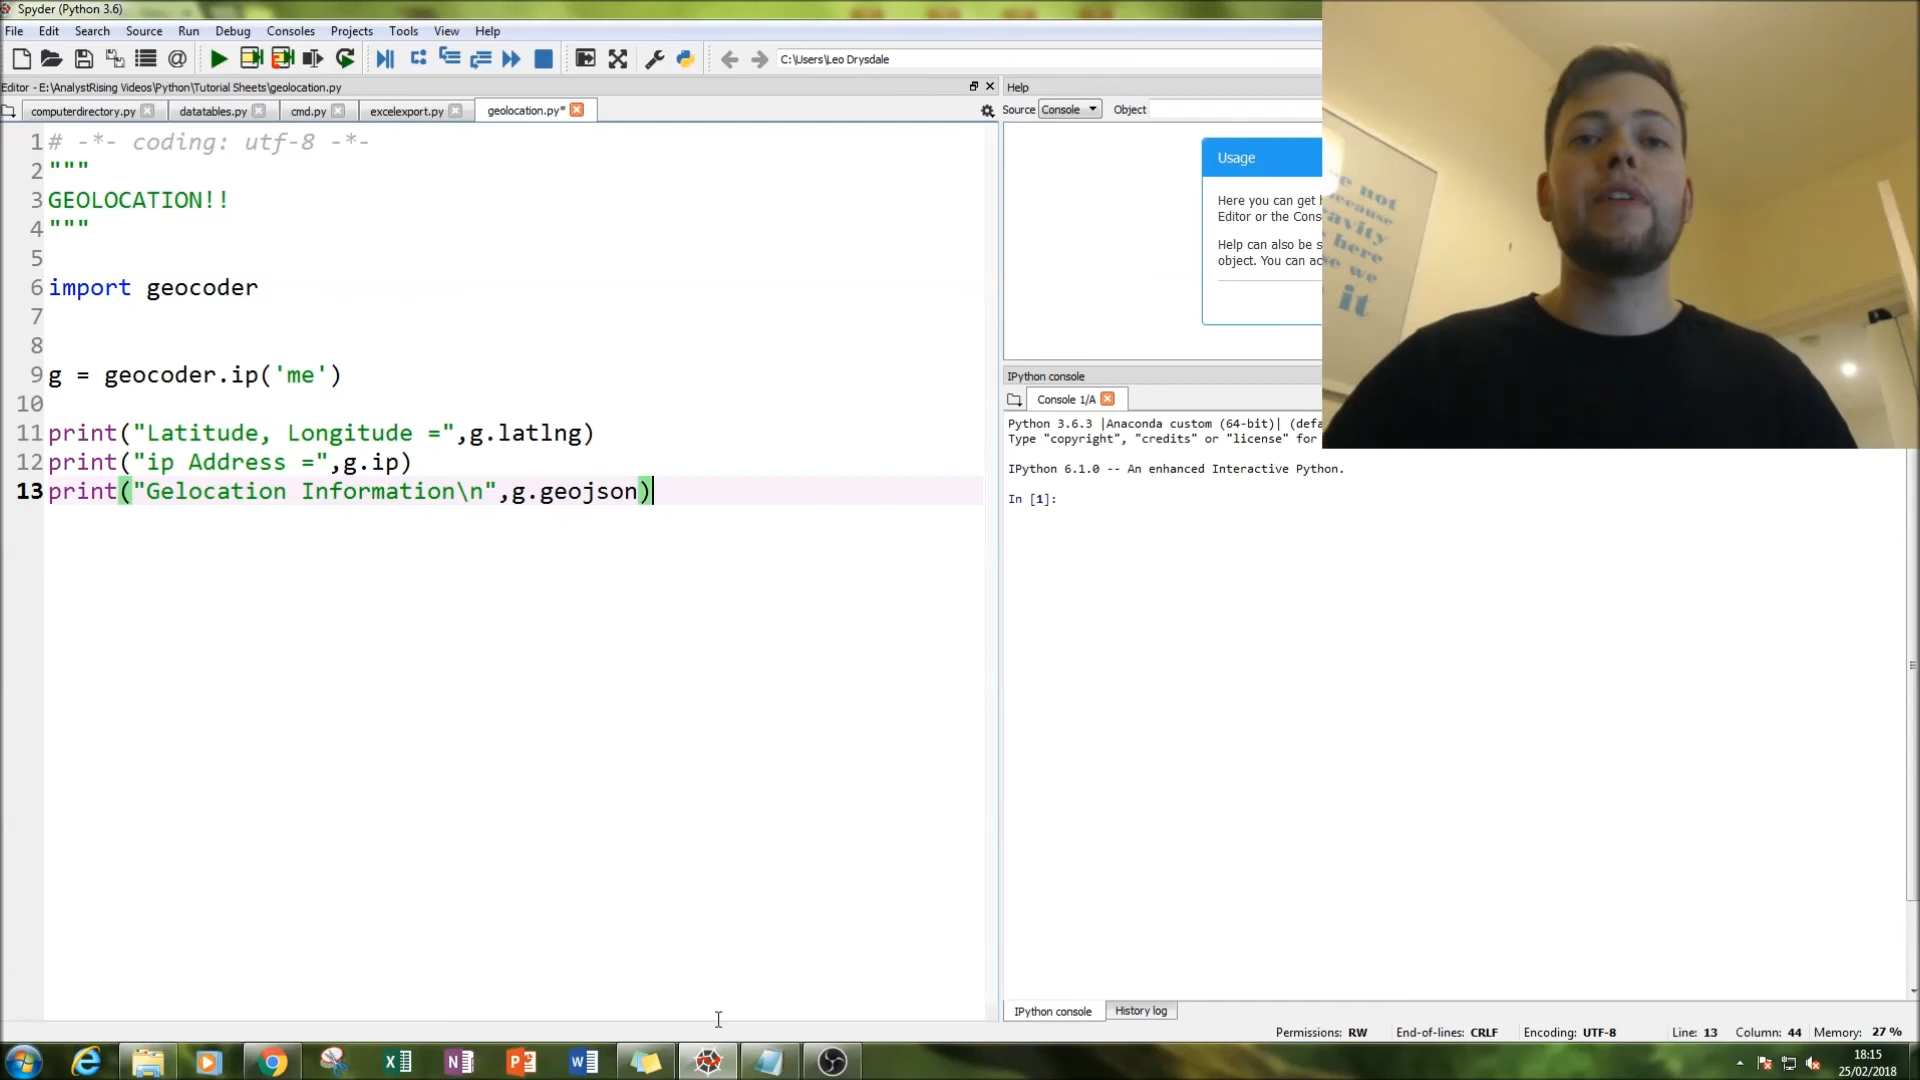 Spyder (Python 3.6)
File Edit Search Source Run Debug Consoles Projects Tools View Help
C:\Users\Leo Drysdale
Editor - E:\AnalystRising Videos\Python\Tutorial Sheets\geolocation.py
computerdirectory.py datatables.py cmd.py excelexport.py geolocation.py*
1 # -*- coding: utf-8 -*-
2 """
3 GEOLOCATION!!
4 """
5
6 import geocoder
7
8
9 g = geocoder.ip('me')
10
11 print("Latitude, Longitude =",g.latlng)
12 print("ip Address =",g.ip)
13 print("Gelocation Information\n",g.geojson)
Help
Source Console Object
Usage
Here you can get
Editor or the Cons
Help can also be s
object. You can ac
not
because
here
we
it
IPython console
Console 1/A
Python 3.6.3 |Anaconda custom (64-bit)| (defa
Type "copyright", "credits" or "license" for
IPython 6.1.0 -- An enhanced Interactive Python.
In [1]:
IPython console History log
Permissions: RW End-of-lines: CRLF Encoding: UTF-8 Line: 13 Column: 44 Memory: 27 %
18:15
25/02/2018